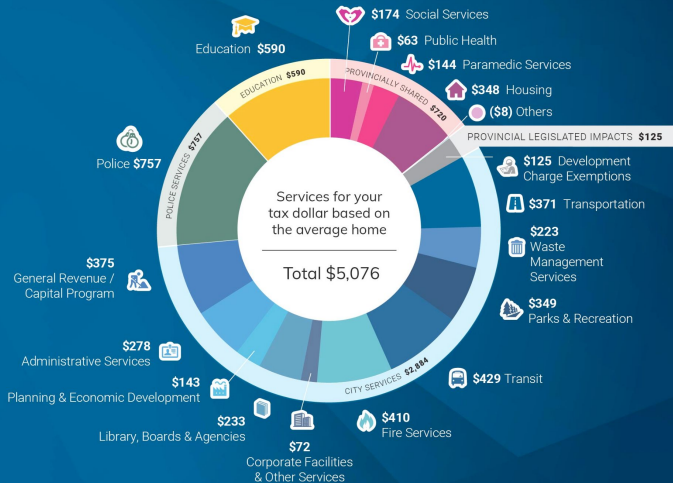 $174 Social Services
$63 Public Health
$144 Paramedic Services
$348 Housing
($8) Others
PROVINCIALLY SHARED $720
PROVINCIAL LEGISLATED IMPACTS $125
$125 Development
Charge Exemptions
$371 Transportation
$223
Waste
Management
Services
$349
Parks & Recreation
$429 Transit
$410
Fire Services
CITY SERVICES $2,884
$72
Corporate Facilities
& Other Services
$233
Library, Boards & Agencies
$143
Planning & Economic Development
$278
Administrative Services
$375
General Revenue /
Capital Program
Police $757
POLICE SERVICES $757
Education $590
EDUCATION $590
Services for your
tax dollar based on
the average home
Total $5,076